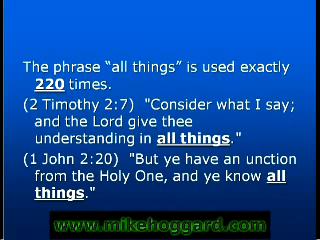 The phrase “all things” is used exactly
220 times.
(2 Timothy 2:7)  "Consider what I say;
and the Lord give thee
understanding in all things."
(1 John 2:20)  "But ye have an unction
from the Holy One, and ye know all
things."
www.mikehoggard.com